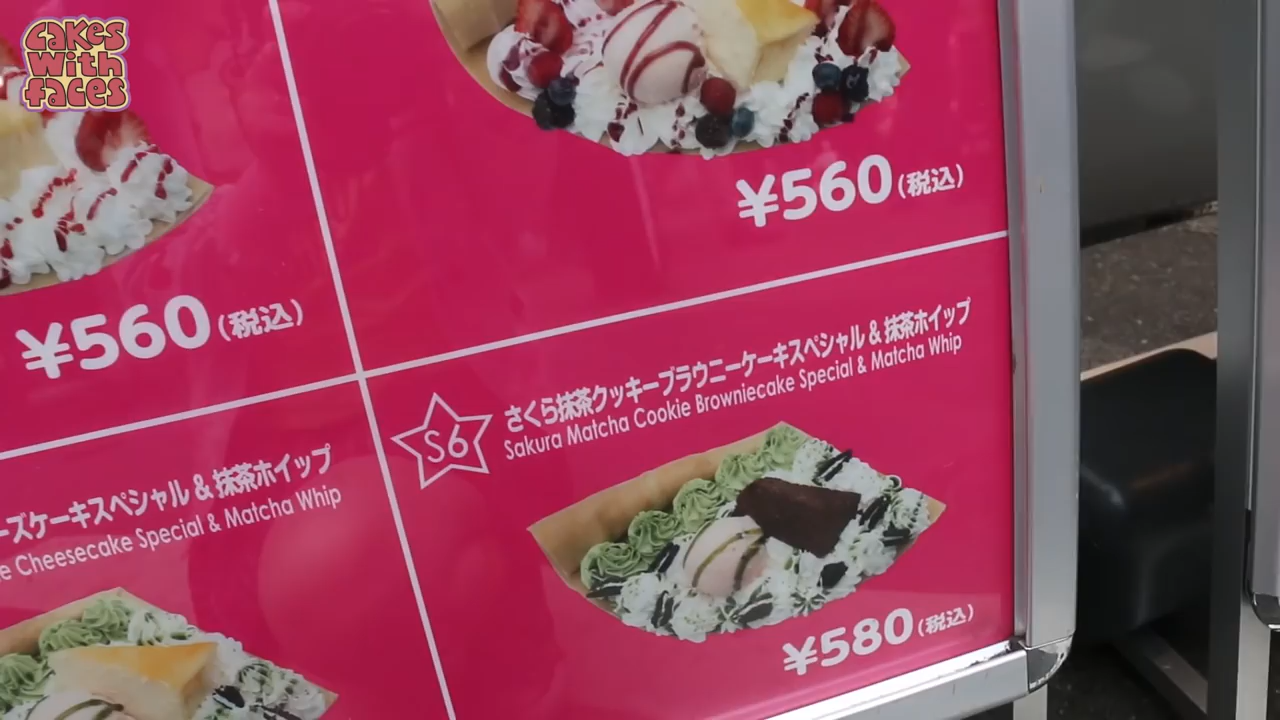 Cakes
With
faces
¥560(税込)
¥560(税込)
ーズケーキスペシャル & 抹茶ホイップ
e Cheesecake Special & Matcha Whip
S6
さくら抹茶クッキーブラウニーケーキスペシャル & 抹茶ホイップ
Sakura Matcha Cookie Browniecake Special & Matcha Whip
¥580(税込)